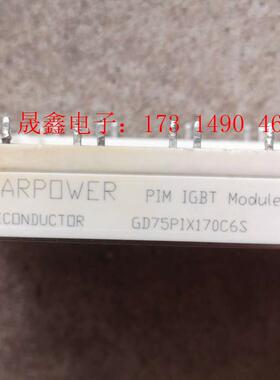 晟鑫电子：173 1490 46
ARPOWER PIM IGBT Module
ICONDUCTOR GD75PIX170C6S